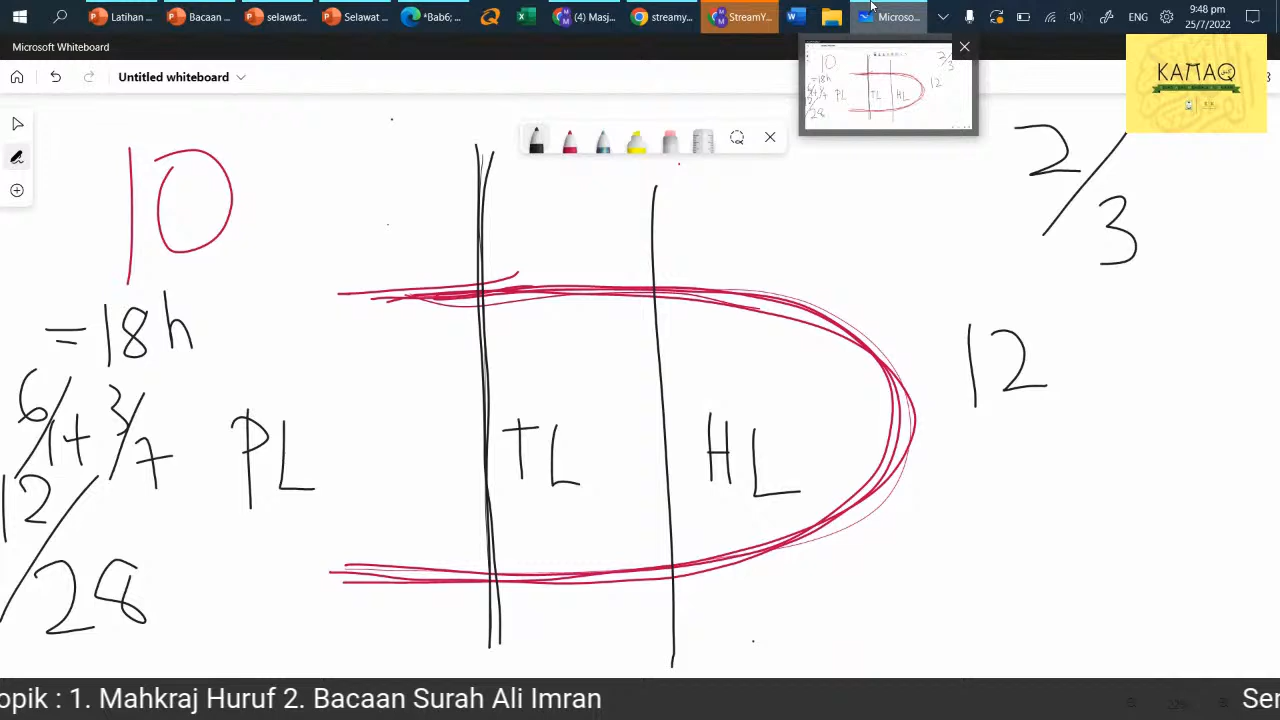 Latihan
Bacaan
selawat...
Selawat ...
*Bab6; ...
(4) Masj...
streamy...
StreamY...
Microso...
ENG
9:48 pm
25/7/2022
Microsoft Whiteboard
Untitled whiteboard
KAMAQ
10
2/3
= 18h
12
6/14 3/7
PL
TL
HL
12/28
opik : 1. Mahkraj Huruf 2. Bacaan Surah Ali Imran
Ser